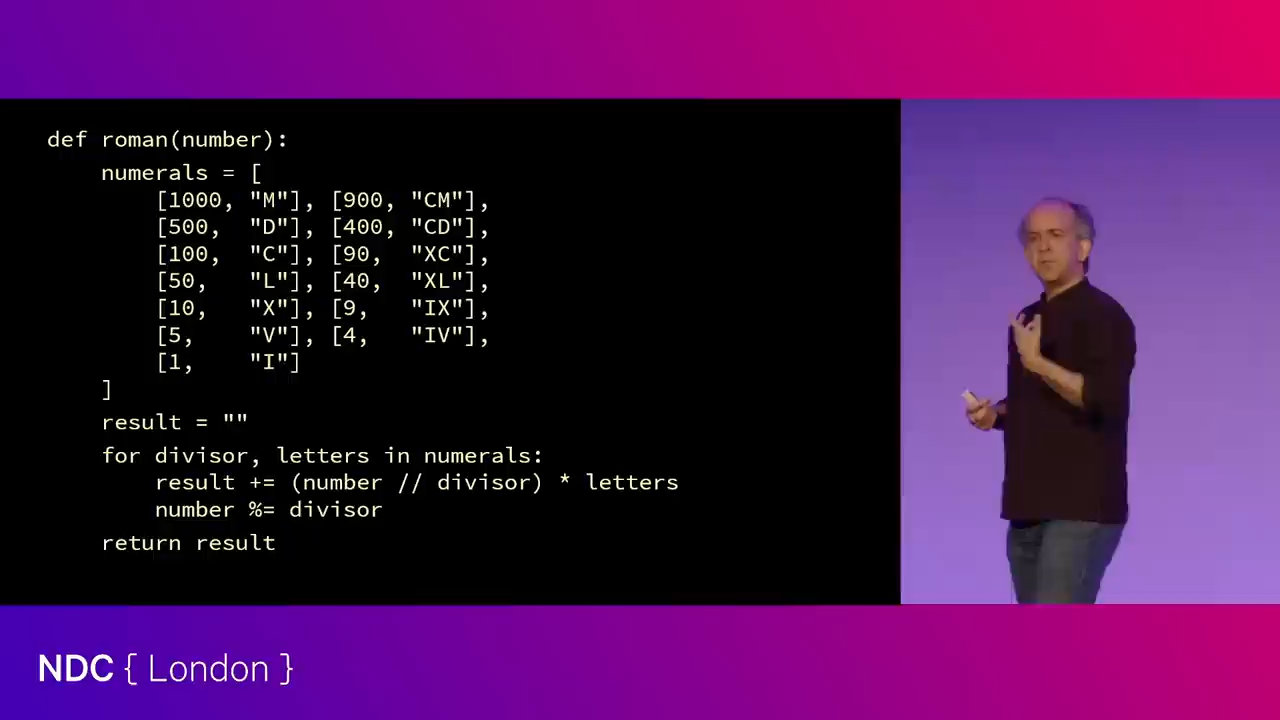 def roman(number):
    numerals = [
        [1000, "M"], [900, "CM"],
        [500,  "D"], [400, "CD"],
        [100,  "C"], [90,  "XC"],
        [50,   "L"], [40,  "XL"],
        [10,   "X"], [9,   "IX"],
        [5,    "V"], [4,   "IV"],
        [1,    "I"]
    ]
    result = ""
    for divisor, letters in numerals:
        result += (number // divisor) * letters
        number %= divisor
    return result
NDC { London }